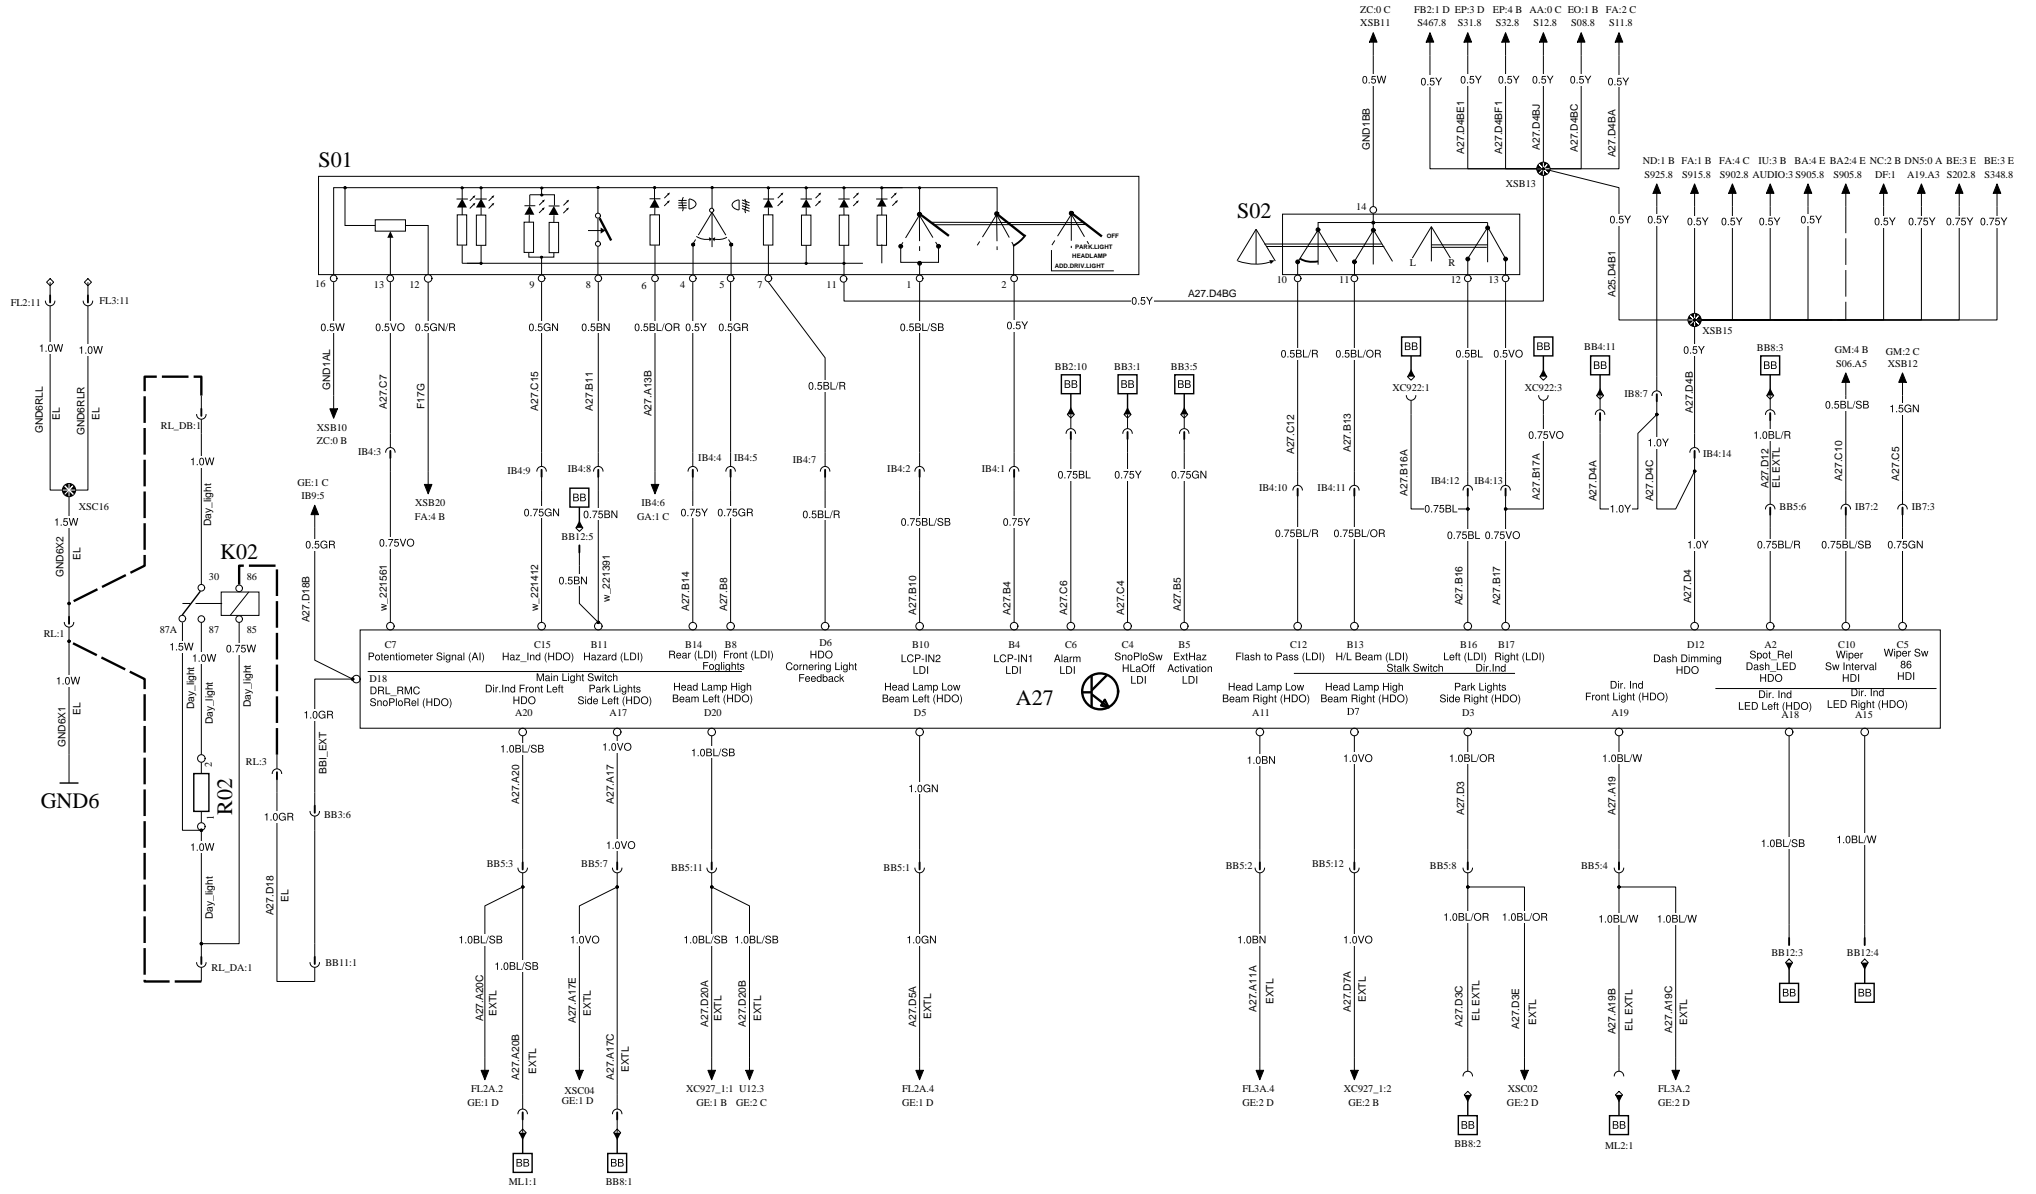 ZC:0 C
XSB11
FB2:1 D EP:3 D EP:4 B AA:0 C EO:1 B FA:2 C
S467.8 S31.8 S32.8 S12.8 S08.8 S11.8
0.5W 0.5Y 0.5Y 0.5Y 0.5Y 0.5Y 0.5Y
GND1BB A27.D4BE1 A27.D4BF1 A27.D4BJ A27.D4BC A27.D4BA
XSB13
ND:1 B FA:1 B FA:4 C IU:3 B BA:4 E BA2:4 E NC:2 B DN5:0 A BE:3 E BE:3 E
S925.8 S915.8 S902.8 AUDIO:3 S905.8 S905.8 DF:1 A19.A3 S202.8 S348.8
0.5Y 0.5Y 0.5Y 0.5Y 0.5Y 0.5Y 0.5Y 0.75Y 0.75Y 0.75Y
A25.D4B1
XSB15
S01
OFF
PARK.LIGHT
HEADLAMP
ADD.DRIV.LIGHT
16 13 12 9 8 6 4 5 7 11 1 2
S02
14
L R
10 11 12 13
0.5Y A27.D4BG
0.5W 0.5VO 0.5GN/R 0.5GN 0.5BN 0.5BL/OR 0.5Y 0.5GR 0.5BL/SB 0.5Y
0.5BL/R
0.5BL/R 0.5BL/OR 0.5BL 0.5VO
GND1AL A27.C7 F17G A27.C15 A27.B11 A27.A13B
XSB10
ZC:0 B
IB4:3
XSB20
FA:4 B
IB4:9 IB4:8
IB4:6
GA:1 C
IB4:4 IB4:5 IB4:7 IB4:2 IB4:1
BB
BB12:5
0.5BN
0.75VO 0.75GN 0.75BN 0.75Y 0.75GR 0.5BL/R 0.75BL/SB 0.75Y
w_221561 w_221412 w_221391 A27.B14 A27.B8 A27.B10 A27.B4
BB2:10 BB3:1 BB3:5
BB BB BB
0.75BL 0.75Y 0.75GN
A27.C6 A27.C4 A27.B5
A27.C12 A27.B13
IB4:10 IB4:11 IB4:12 IB4:13
0.75BL/R 0.75BL/OR 0.75BL 0.75VO
A27.B16 A27.B17
BB
XC922:1
A27.B16A
0.75BL
BB
XC922:3
0.75VO
A27.B17A
BB4:11
BB
A27.D4A
1.0Y
IB8:7
1.0Y
A27.D4C
0.5Y
A27.D4B
IB4:14
1.0Y
A27.D4
BB8:3
BB
1.0BL/R
A27.D12
EL EXTL
BB5:6
0.75BL/R
GM:4 B
S06.A5
0.5BL/SB
A27.C10
IB7:2
0.75BL/SB
GM:2 C
XSB12
1.5GN
A27.C5
IB7:3
0.75GN
FL2:11 FL3:11
1.0W 1.0W
GND6RLL
EL
GND6RLR
EL
XSC16
1.5W
GND6X2
EL
RL:1
1.0W
GND6X1
EL
GND6
RL_DB:1
1.0W
Day_light
K02
30 86
87A 87 85
1.5W 1.0W 0.75W
Day_light Day_light Day_light
2
R02
1
1.0W
Day_light
RL_DA:1
RL:3
1.0GR
A27.D18
EL
GE:1 C
IB9:5
0.5GR
A27.D18B
1.0GR
BBI_EXT
BB3:6
BB11:1
A27
C7
Potentiometer Signal (AI)
D18
DRL_RMC
SnoPloRel (HDO)
C15
Haz_Ind (HDO)
B11
Hazard (LDI)
Main Light Switch
B14
Rear (LDI)
B8
Front (LDI)
Foglights
D6
HDO
Cornering Light
Feedback
B10
LCP-IN2
LDI
B4
LCP-IN1
LDI
C6
Alarm
LDI
C4
SnoPloSw
HLaOff
LDI
B5
ExtHaz
Activation
LDI
C12
Flash to Pass (LDI)
B13
H/L Beam (LDI)
Stalk Switch
B16
Left (LDI)
B17
Right (LDI)
Dir.Ind
D12
Dash Dimming
HDO
A2
Spot_Rel
Dash_LED
HDO
C10
Wiper
Sw Interval
HDI
C5
Wiper Sw
86
HDI
Dir.Ind Front Left
HDO
A20
Park Lights
Side Left (HDO)
A17
Head Lamp High
Beam Left (HDO)
D20
Head Lamp Low
Beam Left (HDO)
D5
Head Lamp Low
Beam Right (HDO)
A11
Head Lamp High
Beam Right (HDO)
D7
Park Lights
Side Right (HDO)
D3
Dir. Ind
Front Light (HDO)
A19
Dir. Ind
LED Left (HDO)
A18
Dir. Ind
LED Right (HDO)
A15
1.0BL/SB 1.0VO 1.0BL/SB 1.0GN 1.0BN 1.0VO 1.0BL/OR 1.0BL/W 1.0BL/SB 1.0BL/W
A27.A20 A27.A17 A27.D3 A27.A19
1.0VO
BB5:3 BB5:7 BB5:11 BB5:1 BB5:2 BB5:12 BB5:8 BB5:4
1.0BL/SB 1.0BL/SB 1.0VO 1.0BL/SB 1.0BL/SB 1.0GN 1.0BN 1.0VO 1.0BL/OR 1.0BL/OR 1.0BL/W 1.0BL/W
A27.A20C
EXTL
A27.A20B
EXTL
A27.A17E
EXTL
A27.A17C
EXTL
A27.D20A
EXTL
A27.D20B
EXTL
A27.D5A
EXTL
A27.A11A
EXTL
A27.D7A
EXTL
A27.D3C
EL EXTL
A27.D3E
EXTL
A27.A19B
EL EXTL
A27.A19C
EXTL
BB12:3 BB12:4
BB BB
FL2A.2
GE:1 D
XSC04
GE:1 D
XC927_1:1
GE:1 B
U12.3
GE:2 C
FL2A.4
GE:1 D
FL3A.4
GE:2 D
XC927_1:2
GE:2 B
XSC02
GE:2 D
FL3A.2
GE:2 D
BB
BB8:2
BB
ML2:1
BB
ML1:1
BB
BB8:1